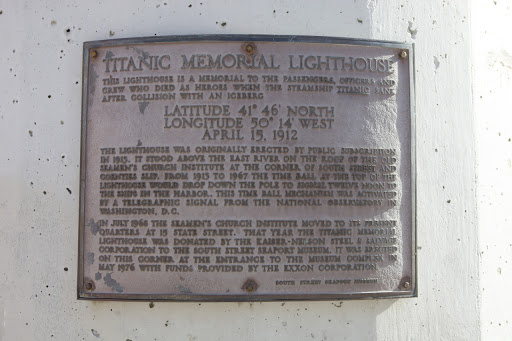 TITANIC MEMORIAL LIGHTHOUSE
THIS LIGHTHOUSE IS A MEMORIAL TO THE PASSENGERS, OFFICERS AND
CREW WHO DIED AS HEROES WHEN THE STEAMSHIP TITANIC SANK
AFTER COLLISION WITH AN ICEBERG
LATITUDE 41° 46' NORTH
LONGITUDE 50° 14' WEST
APRIL 15, 1912
THE LIGHTHOUSE WAS ORIGINALLY ERECTED BY PUBLIC SUBSCRIPTION
IN 1913. IT STOOD ABOVE THE EAST RIVER ON THE ROOF OF THE OLD
SEAMEN'S CHURCH INSTITUTE AT THE CORNER OF SOUTH STREET AND
COENTIES SLIP. FROM 1913 TO 1967 THE TIME BALL AT THE TOP OF THE
LIGHTHOUSE WOULD DROP DOWN THE POLE TO SIGNAL TWELVE NOON TO
THE SHIPS IN THE HARBOR. THIS TIME BALL MECHANISM WAS ACTIVATED
BY A TELEGRAPHIC SIGNAL FROM THE NATIONAL OBSERVATORY IN
WASHINGTON, D.C.
IN JULY 1968 THE SEAMEN'S CHURCH INSTITUTE MOVED TO ITS PRESENT
QUARTERS AT 15 STATE STREET. THAT YEAR THE TITANIC MEMORIAL
LIGHTHOUSE WAS DONATED BY THE KAISER-NELSON STEEL & SALVAGE
CORPORATION TO THE SOUTH STREET SEAPORT MUSEUM. IT WAS ERECTED
ON THIS CORNER AT THE ENTRANCE TO THE MUSEUM COMPLEX IN
MAY 1976 WITH FUNDS PROVIDED BY THE EXXON CORPORATION.
SOUTH STREET SEAPORT MUSEUM